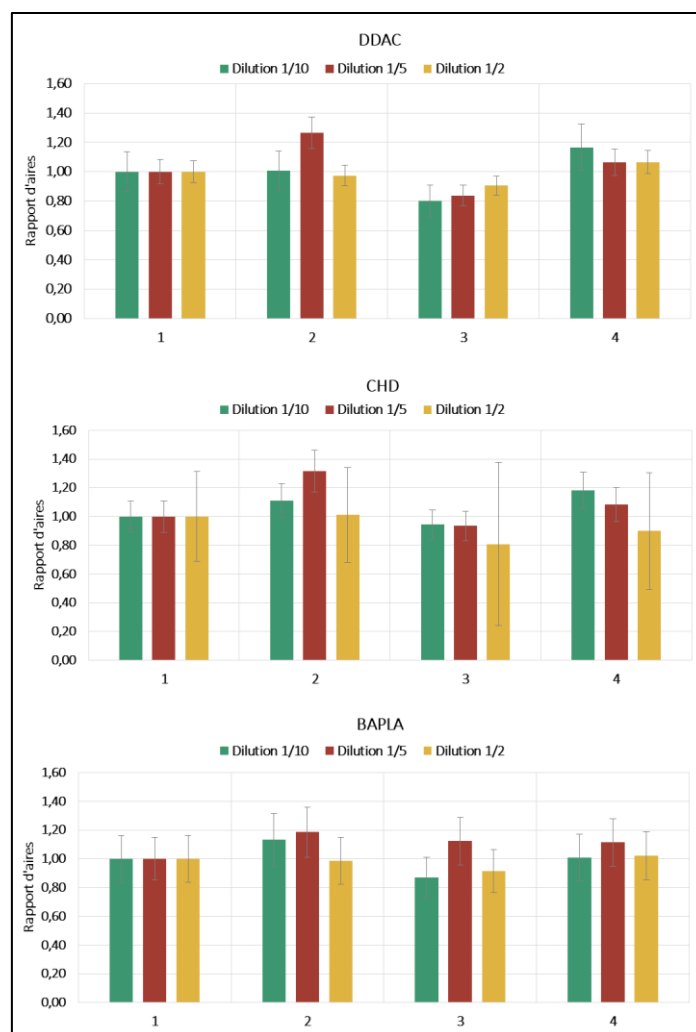 DDAC
Dilution 1/10 Dilution 1/5 Dilution 1/2
Rapport d'aires
1,60
1,40
1,20
1,00
0,80
0,60
0,40
0,20
0,00
1 2 3 4
CHD
Dilution 1/10 Dilution 1/5 Dilution 1/2
Rapport d'aires
1,60
1,40
1,20
1,00
0,80
0,60
0,40
0,20
0,00
1 2 3 4
BAPLA
Dilution 1/10 Dilution 1/5 Dilution 1/2
Rapport d'aires
1,60
1,40
1,20
1,00
0,80
0,60
0,40
0,20
0,00
1 2 3 4